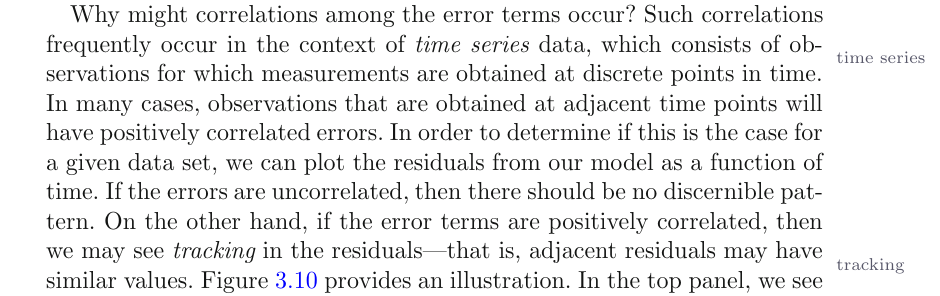 Why might correlations among the error terms occur? Such correlations
frequently occur in the context of time series data, which consists of ob-
servations for which measurements are obtained at discrete points in time.
In many cases, observations that are obtained at adjacent time points will
have positively correlated errors. In order to determine if this is the case for
a given data set, we can plot the residuals from our model as a function of
time. If the errors are uncorrelated, then there should be no discernible pat-
tern. On the other hand, if the error terms are positively correlated, then
we may see tracking in the residuals—that is, adjacent residuals may have
similar values. Figure 3.10 provides an illustration. In the top panel, we see
time series
tracking